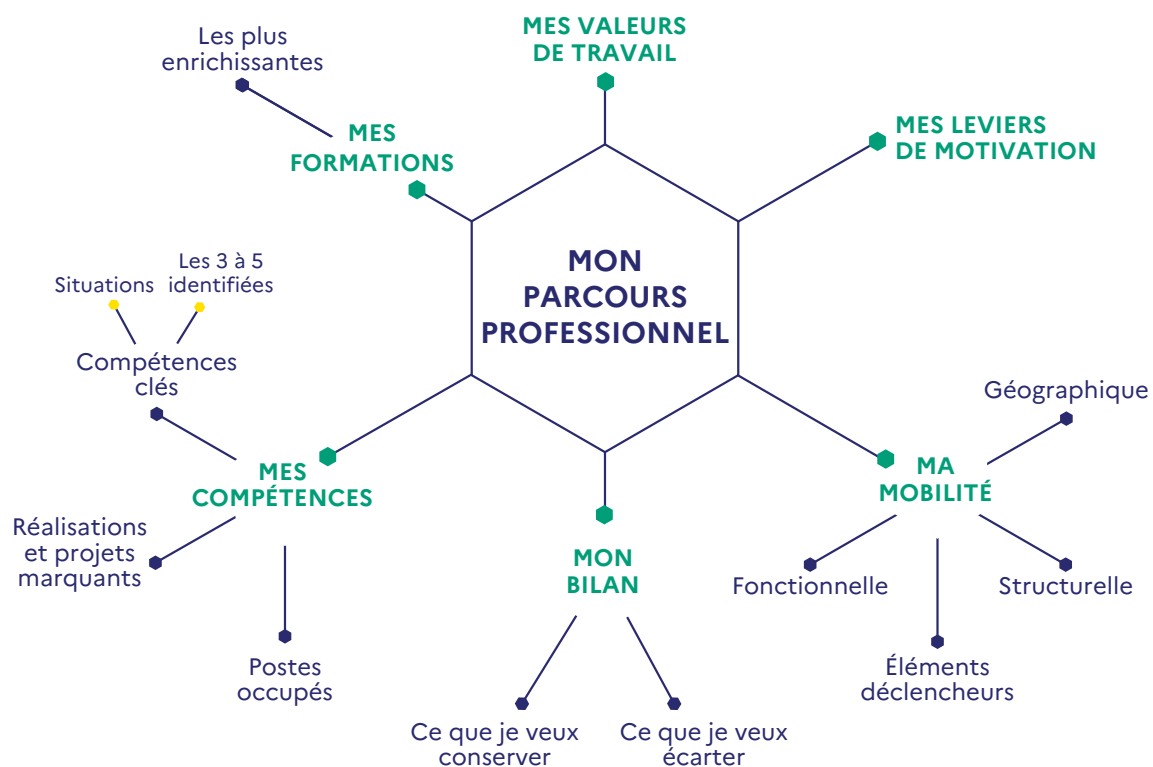 Les plus
enrichissantes
MES VALEURS
DE TRAVAIL
MES
FORMATIONS
MES LEVIERS
DE MOTIVATION
MON
PARCOURS
PROFESSIONNEL
Situations
Les 3 à 5
identifiées
Compétences
clés
MES
COMPÉTENCES
Réalisations
et projets
marquants
Postes
occupés
MON
BILAN
Ce que je veux
conserver
Ce que je veux
écarter
MA
MOBILITÉ
Géographique
Fonctionnelle
Structurelle
Éléments
déclencheurs